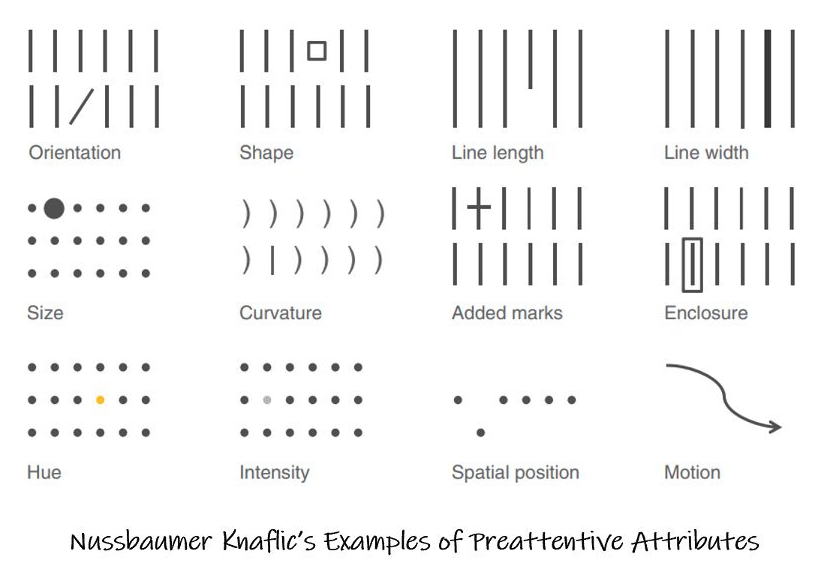 Orientation
Shape
Line length
Line width
Size
Curvature
Added marks
Enclosure
Hue
Intensity
Spatial position
Motion
Nussbaumer Knaflic's Examples of Preattentive Attributes